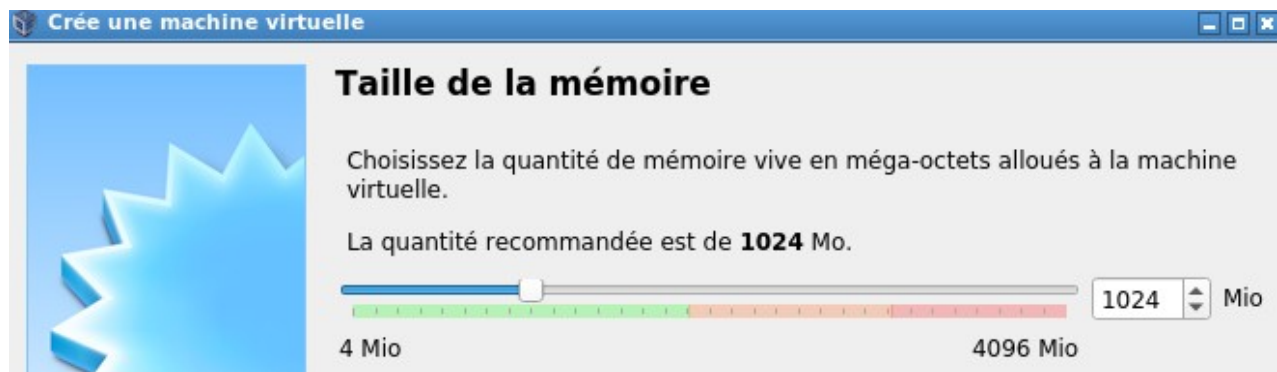 Crée une machine virtuelle
Taille de la mémoire
Choisissez la quantité de mémoire vive en méga-octets alloués à la machine
virtuelle.
La quantité recommandée est de 1024 Mo.
1024 Mio
4 Mio 4096 Mio